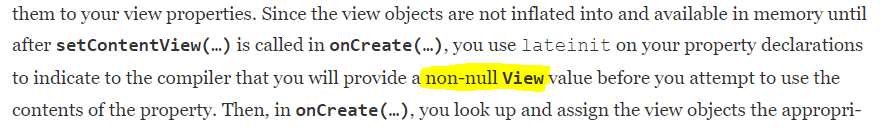 them to your view properties. Since the view objects are not inflated into and available in memory until
after setContentView(…) is called in onCreate(…), you use lateinit on your property declarations
to indicate to the compiler that you will provide a non-null View value before you attempt to use the
contents of the property. Then, in onCreate(…), you look up and assign the view objects the appropri-